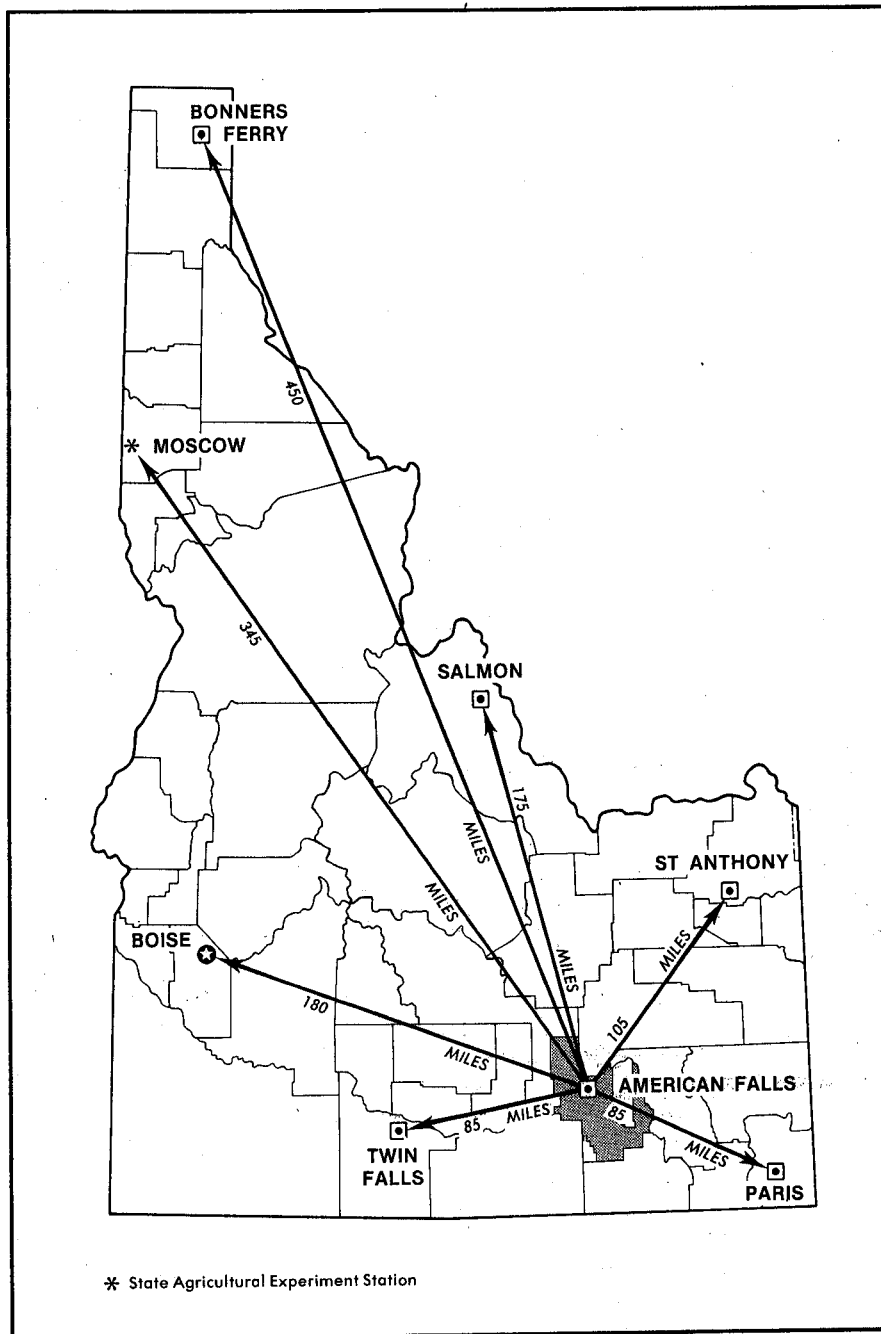 BONNERS
FERRY
450
* MOSCOW
345
SALMON
175
MILES
ST ANTHONY
MILES
BOISE
MILES
MILES
180
105
MILES
AMERICAN FALLS
85
MILES
85
MILES
TWIN
FALLS
PARIS
* State Agricultural Experiment Station